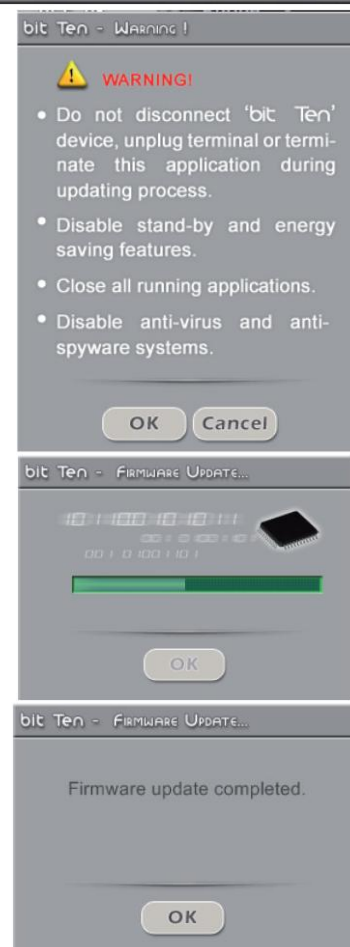 bit Ten - Warning !
WARNING!
• Do not disconnect 'bit Ten'
device, unplug terminal or termi-
nate this application during
updating process.
• Disable stand-by and energy
saving features.
• Close all running applications.
• Disable anti-virus and anti-
spyware systems.
OK Cancel
bit Ten - Firmware Update...
OK
bit Ten - Firmware Update...
Firmware update completed.
OK